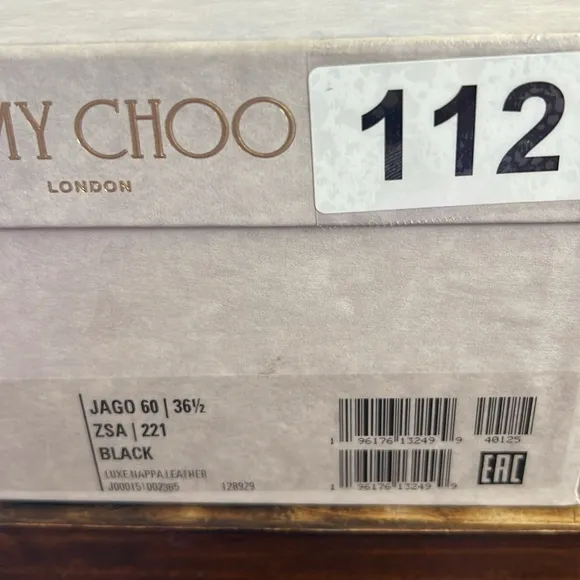 MY CHOO
LONDON
112
JAGO 60 | 36½
ZSA | 221
BLACK
LUXE NAPPA LEATHER
J000151002365 128929
1 96176 13249 9
40125
1 96176 13249 9
EAC